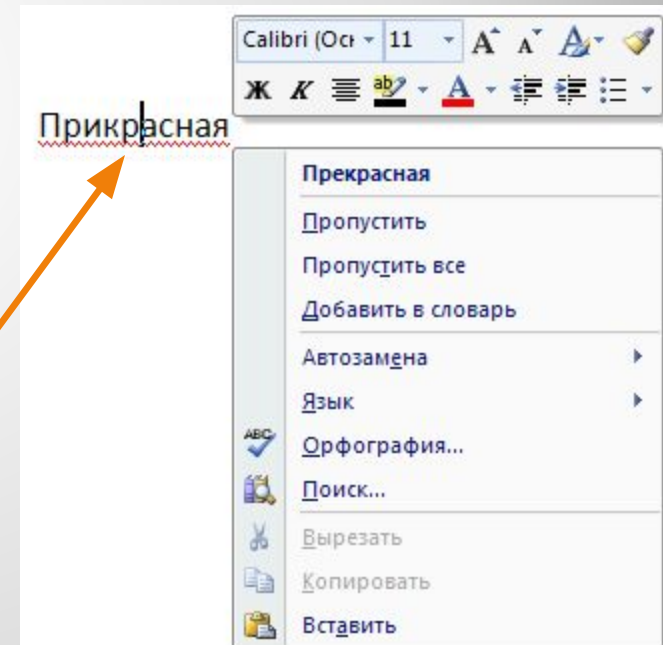 Calibri (Осн 11
Ж К
Прикрасная
Прекрасная
Пропустить
Пропустить все
Добавить в словарь
Автозамена
Язык
Орфография...
Поиск...
Вырезать
Копировать
Вставить